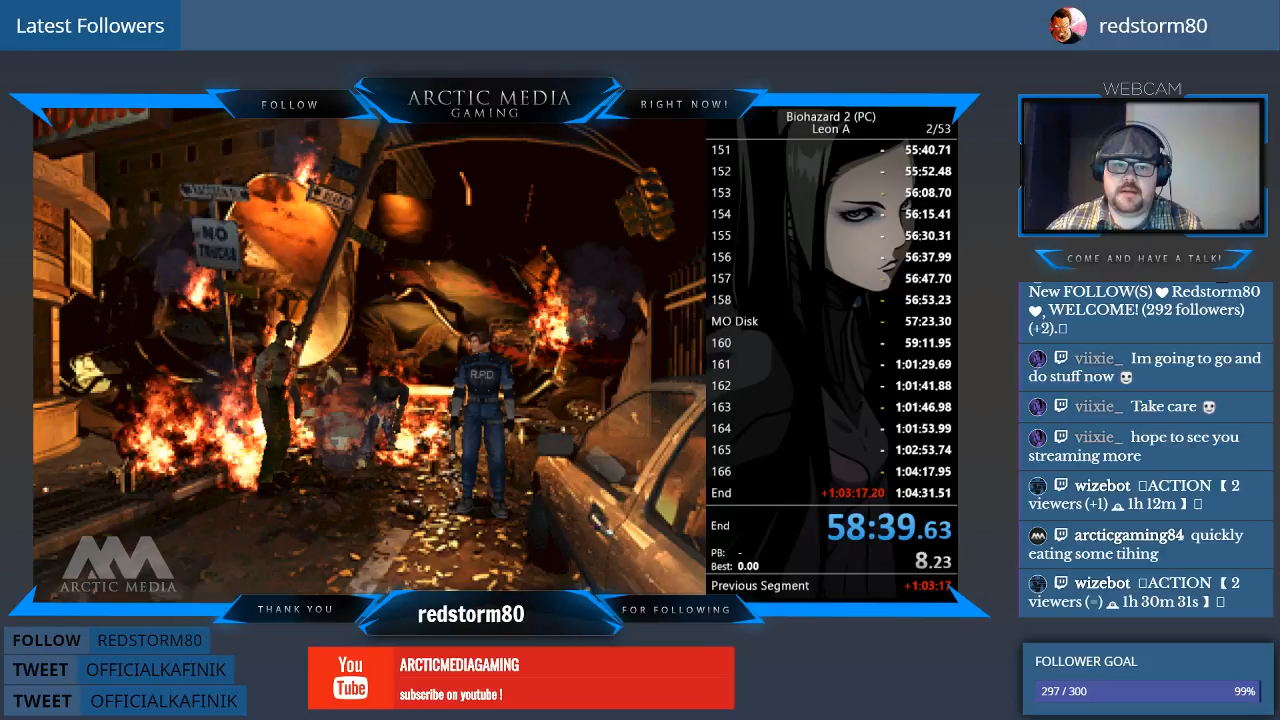 Latest Followers
redstorm80
FOLLOW
ARCTIC MEDIA
GAMING
RIGHT NOW!
NO
TRUCKS
R.P.D.
ARCTIC MEDIA
Biohazard 2 (PC)
Leon A 2/53
151 - 55:40.71
152 - 55:52.48
153 - 56:08.70
154 - 56:15.41
155 - 56:30.31
156 - 56:37.99
157 - 56:47.70
158 - 56:53.23
MO Disk - 57:23.30
160 - 59:11.95
161 - 1:01:29.69
162 - 1:01:41.88
163 - 1:01:46.98
164 - 1:01:53.99
165 - 1:02:53.74
166 - 1:04:17.95
End +1:03:17.20 1:04:31.51
End 58:39.63
PB: -
Best: 0.00 8.23
Previous Segment +1:03:17
WEBCAM
COME AND HAVE A TALK!
New FOLLOW(S) ♥ Redstorm80
♥, WELCOME! (292 followers)
(+2).
viixie_ Im going to go and
do stuff now
viixie_ Take care
viixie_ hope to see you
streaming more
wizebot ACTION 【 2
viewers (+1) 1h 12m 】
arcticgaming84 quickly
eating some tihing
wizebot ACTION 【 2
viewers (=) 1h 30m 31s 】
FOLLOWER GOAL
297 / 300 99%
THANK YOU
redstorm80
FOR FOLLOWING
FOLLOW REDSTORM80
TWEET OFFICIALKAFINIK
TWEET OFFICIALKAFINIK
You
Tube
ARCTICMEDIAGAMING
subscribe on youtube !